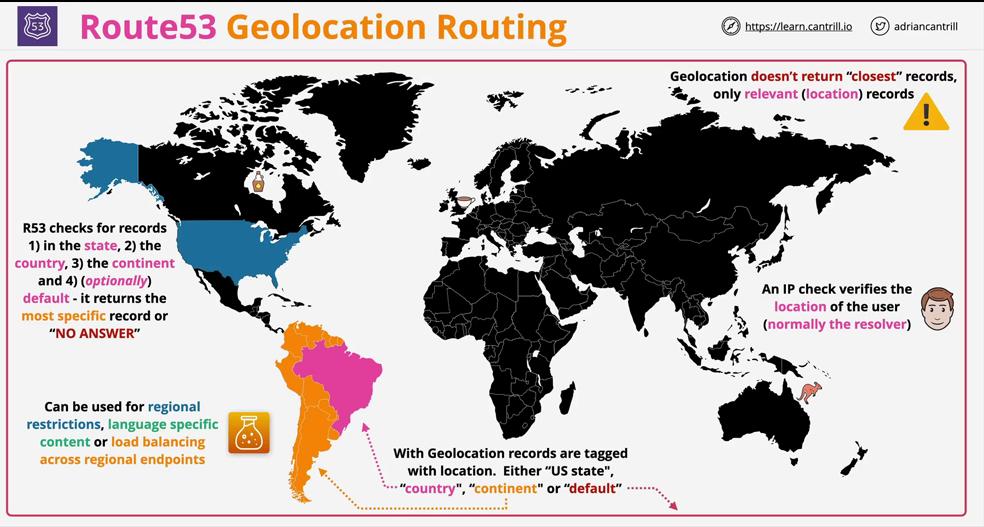 53
Route53 Geolocation Routing
https://learn.cantrill.io
adriancantrill
Geolocation doesn’t return “closest” records,
only relevant (location) records
R53 checks for records
1) in the state, 2) the
country, 3) the continent
and 4) (optionally)
default - it returns the
most specific record or
“NO ANSWER”
An IP check verifies the
location of the user
(normally the resolver)
Can be used for regional
restrictions, language specific
content or load balancing
across regional endpoints
With Geolocation records are tagged
with location. Either “US state",
“country", “continent" or “default”